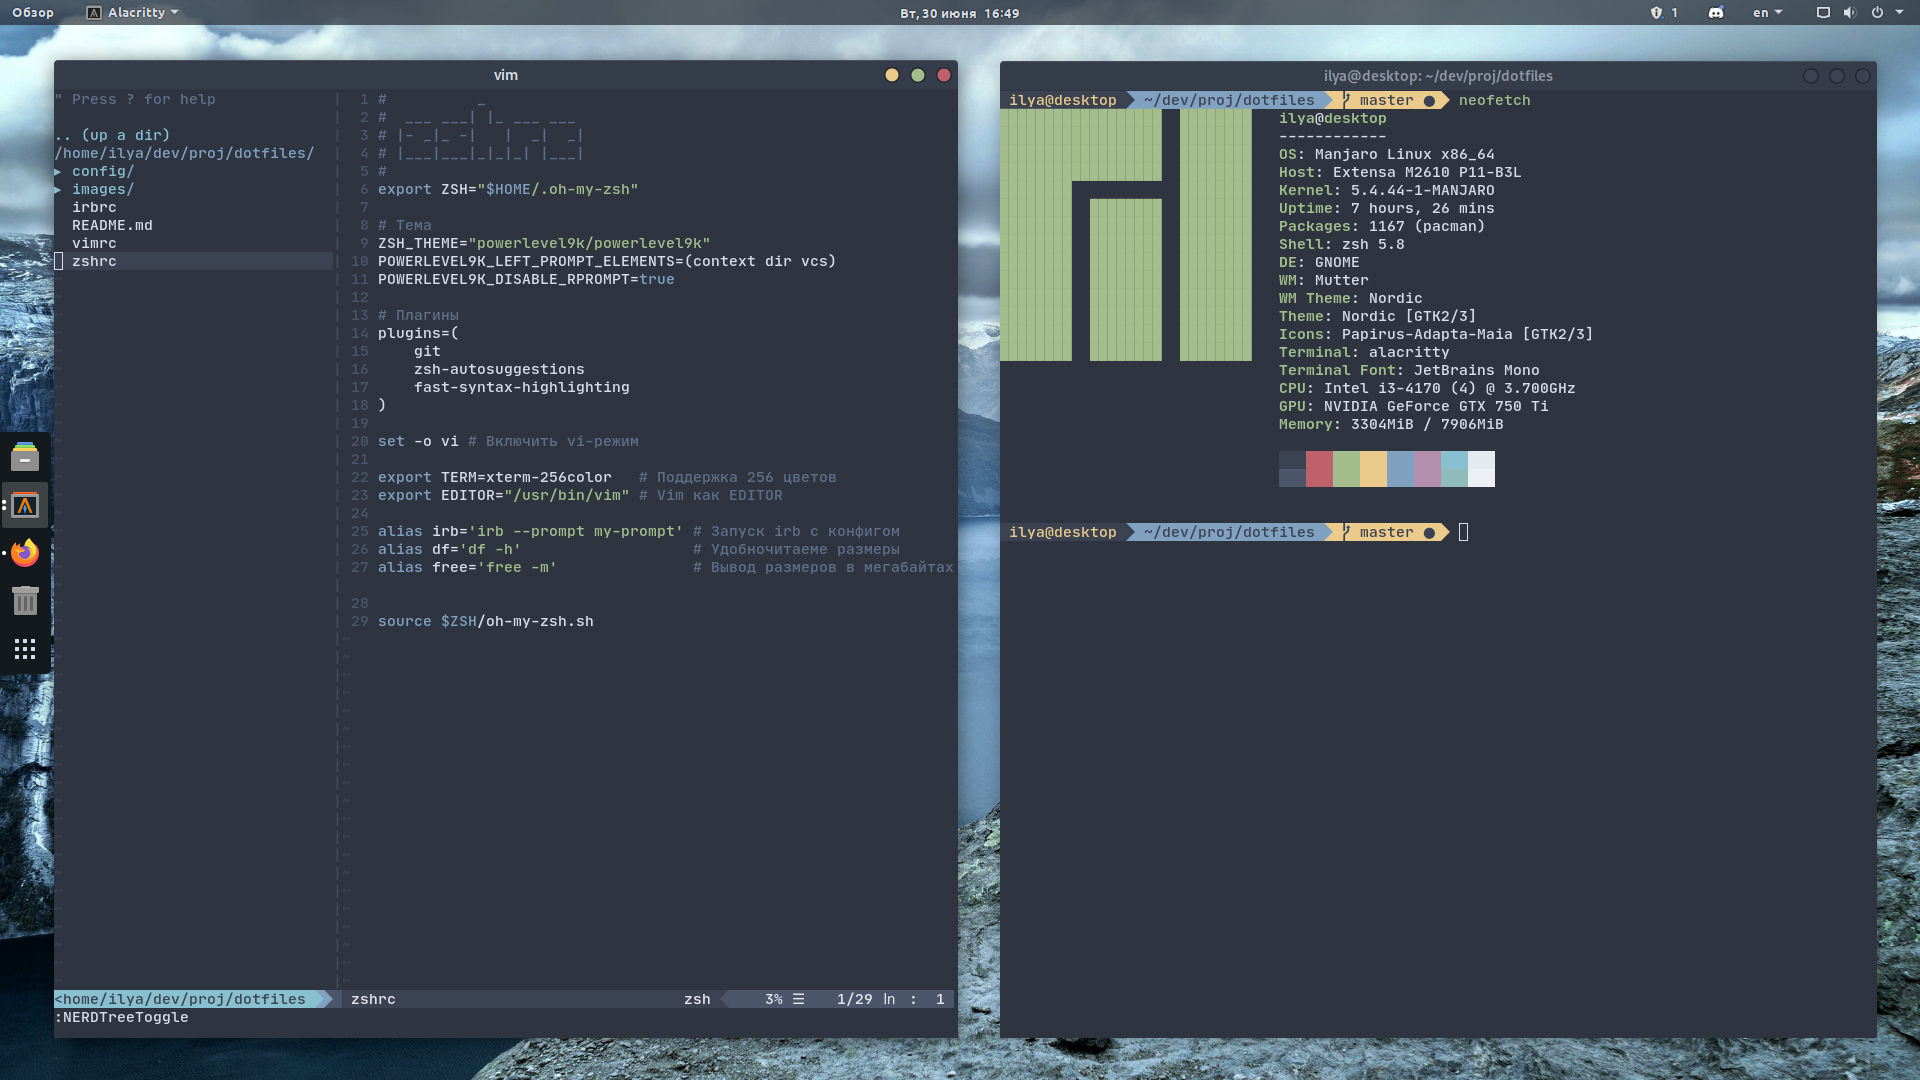 Обзор
Alacritty
Вт, 30 июня 16:49
1
en
vim
" Press ? for help
.. (up a dir)
/home/ilya/dev/proj/dotfiles/
▸ config/
▸ images/
irbrc
README.md
vimrc
zshrc
1 #          _
2 #  ___ ___| |_ ___ ___
3 # |- _|_ -|   |  _|  _|
4 # |___|___|_|_|_| |___|
5 #
6 export ZSH="$HOME/.oh-my-zsh"
7
8 # Тема
9 ZSH_THEME="powerlevel9k/powerlevel9k"
10 POWERLEVEL9K_LEFT_PROMPT_ELEMENTS=(context dir vcs)
11 POWERLEVEL9K_DISABLE_RPROMPT=true
12
13 # Плагины
14 plugins=(
15     git
16     zsh-autosuggestions
17     fast-syntax-highlighting
18 )
19
20 set -o vi # Включить vi-режим
21
22 export TERM=xterm-256color   # Поддержка 256 цветов
23 export EDITOR="/usr/bin/vim" # Vim как EDITOR
24
25 alias irb='irb --prompt my-prompt' # Запуск irb с конфигом
26 alias df='df -h'                   # Удобночитаеме размеры
27 alias free='free -m'               # Вывод размеров в мегабайтах
28
29 source $ZSH/oh-my-zsh.sh
<home/ilya/dev/proj/dotfiles
zshrc
zsh
3% ☰ 1/29 ln : 1
:NERDTreeToggle
ilya@desktop: ~/dev/proj/dotfiles
ilya@desktop ~/dev/proj/dotfiles master ● neofetch
ilya@desktop
------------
OS: Manjaro Linux x86_64
Host: Extensa M2610 P11-B3L
Kernel: 5.4.44-1-MANJARO
Uptime: 7 hours, 26 mins
Packages: 1167 (pacman)
Shell: zsh 5.8
DE: GNOME
WM: Mutter
WM Theme: Nordic
Theme: Nordic [GTK2/3]
Icons: Papirus-Adapta-Maia [GTK2/3]
Terminal: alacritty
Terminal Font: JetBrains Mono
CPU: Intel i3-4170 (4) @ 3.700GHz
GPU: NVIDIA GeForce GTX 750 Ti
Memory: 3304MiB / 7906MiB
ilya@desktop ~/dev/proj/dotfiles master ●